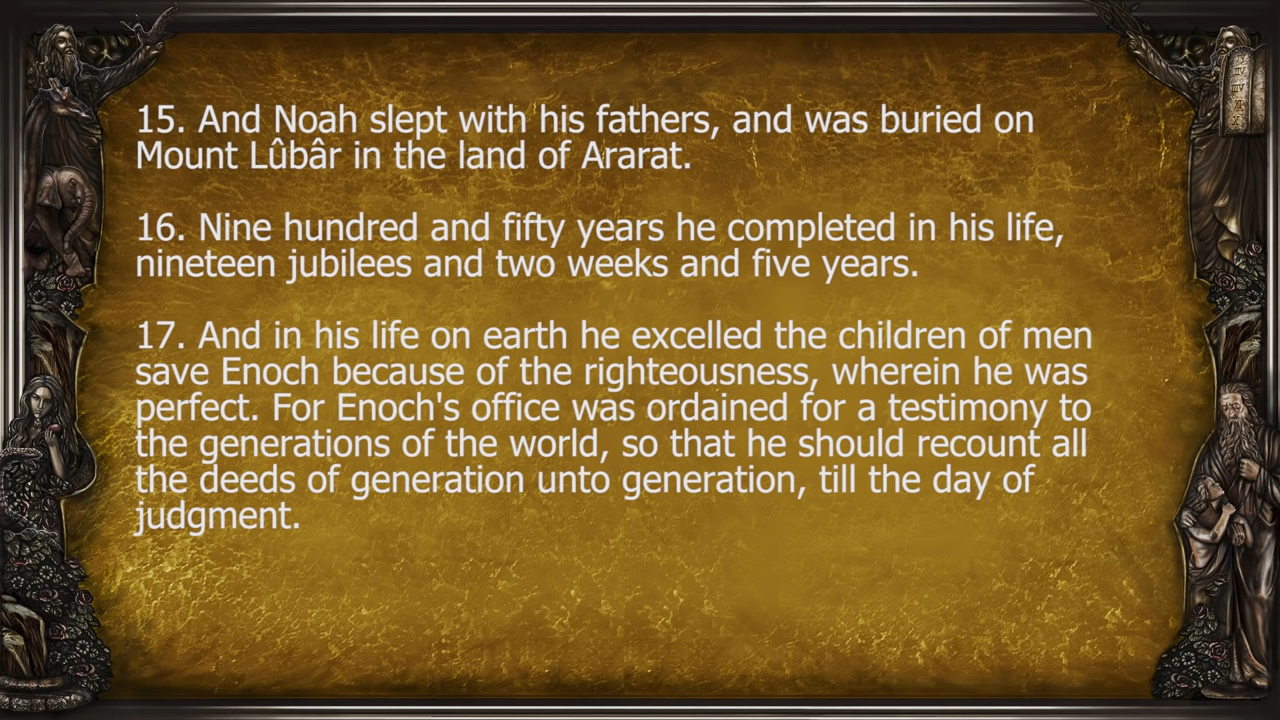 15. And Noah slept with his fathers, and was buried on
Mount Lûbâr in the land of Ararat.
16. Nine hundred and fifty years he completed in his life,
nineteen jubilees and two weeks and five years.
17. And in his life on earth he excelled the children of men
save Enoch because of the righteousness, wherein he was
perfect. For Enoch's office was ordained for a testimony to
the generations of the world, so that he should recount all
the deeds of generation unto generation, till the day of
judgment.